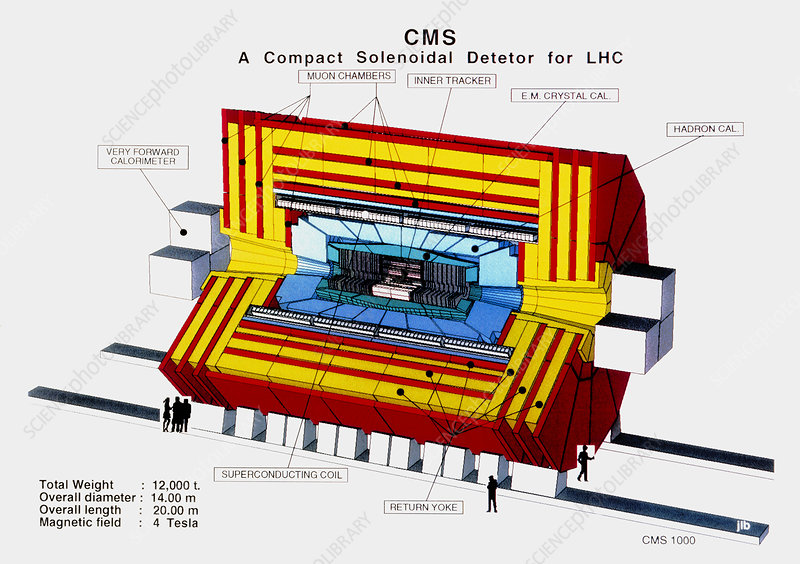 CMS
A Compact Solenoidal Detetor for LHC
MUON CHAMBERS
INNER TRACKER
E.M. CRYSTAL CAL.
HADRON CAL.
VERY FORWARD
CALORIMETER
SUPERCONDUCTING COIL
RETURN YOKE
Total Weight : 12,000 t.
Overall diameter : 14.00 m
Overall length : 20.00 m
Magnetic field : 4 Tesla
jlb
CMS 1000
SCIENCEphotoLIBRARY